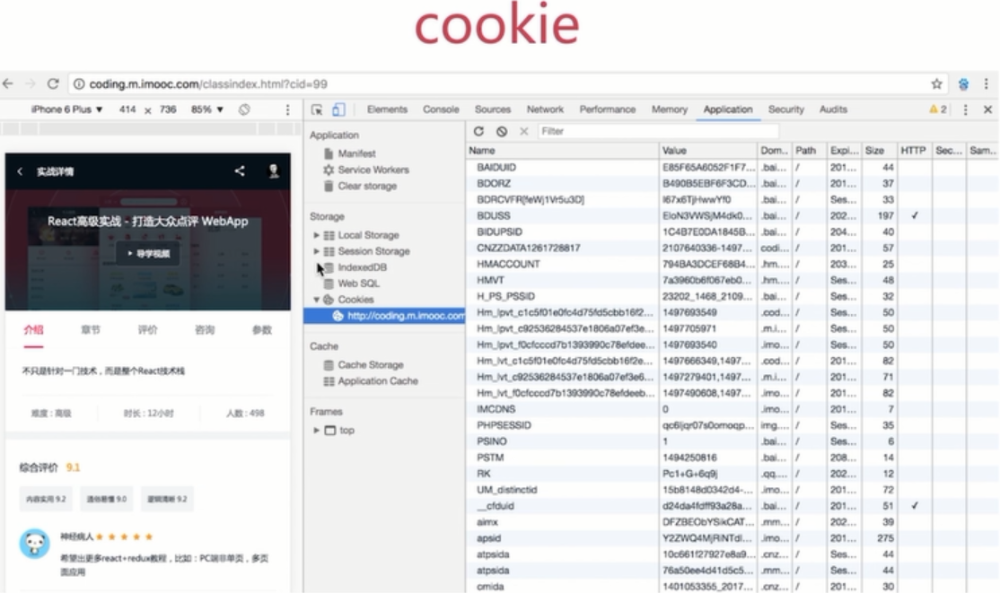 cookie
coding.m.imooc.com/classindex.html?cid=99
iPhone 6 Plus ▼ 414 × 736 85% ▼
Elements Console Sources Network Performance Memory Application Security Audits 2
实战详情
React高级实战 - 打造大众点评 WebApp
导学视频
介绍 章节 评价 咨询 参数
不只是针对一门技术，而是整个React技术栈
难度 : 高级 时长 : 12小时 人数 : 498
综合评价 9.1
内容实用 9.2 通俗易懂 9.0 逻辑清晰 9.2
神经病人
希望出更多react+redux教程，比如：PC端非单页，多页
面应用
Application
Manifest
Service Workers
Clear storage
Storage
Local Storage
Session Storage
IndexedDB
Web SQL
Cookies
http://coding.m.imooc.com
Cache
Cache Storage
Application Cache
Frames
top
Filter
Name Value Dom... Path Expi... Size HTTP Sec... Sam...
BAIDUID E85F65A6052F1F7... .bai... / 201... 44
BDORZ B490B5EBF6F3CD... .bai... / 201... 37
BDRCVFR[feWj1Vr5u3D] I67x6TjHwwYf0 .bai... / Ses... 33
BDUSS .bai... / 202... 197 ✓
BIDUPSID 1C4B7E0DA1845B... .bai... / 204... 40
CNZZDATA1261728817 2107640336-1497... codi... / 201... 57
HMACCOUNT 794BA3DCEF68B4... .hm.... / 203... 25
HMVT 7a3960b6f067eb0... .hm.... / Ses... 48
H_PS_PSSID 23202_1468_2109... .bai... / Ses... 32
Hm_lpvt_c1c5f01e0fc4d75fd5cbb16f2... 1497693549 .cod... / Ses... 50
Hm_lpvt_c92536284537e1806a07ef3e... 1497705971 .m.i... / Ses... 50
Hm_lpvt_f0cfcccd7b1393990c78efdee... 1497693540 .imo... / Ses... 50
Hm_lvt_c1c5f01e0fc4d75fd5cbb16f2e... 1497666349,1497... .cod... / 201... 82
Hm_lvt_c92536284537e1806a07ef3e6... 1497279401,1497... .m.i... / 201... 71
Hm_lvt_f0cfcccd7b1393990c78efdeeb... 1497490608,1497... .imo... / 201... 82
IMCDNS 0 .imo... / 201... 7
PHPSESSID qc6ljqr07s0omoqp... img.... / Ses... 35
PSINO 1 .bai... / Ses... 6
PSTM 1494250816 .bai... / 208... 14
RK Pc1+G+6q9j .qq.... / 202... 12
UM_distinctid 15b8148d0342d4-... .imo... / 201... 72
__cfduid d24da4fdff93a28a... .bai... / 201... 51 ✓
aimx DFZBEObYSikCAT... .mm... / 202... 39
apsid Y2ZWQ4MjRiNTdl... .imo... / 201... 275
atpsida 10c661f27927e8a9... .cnz... / Ses... 44
atpsida 76a50ee4d41d5c5... .mm... / Ses... 44
cmida 1401053355_2017... .cnz... / 201... 30